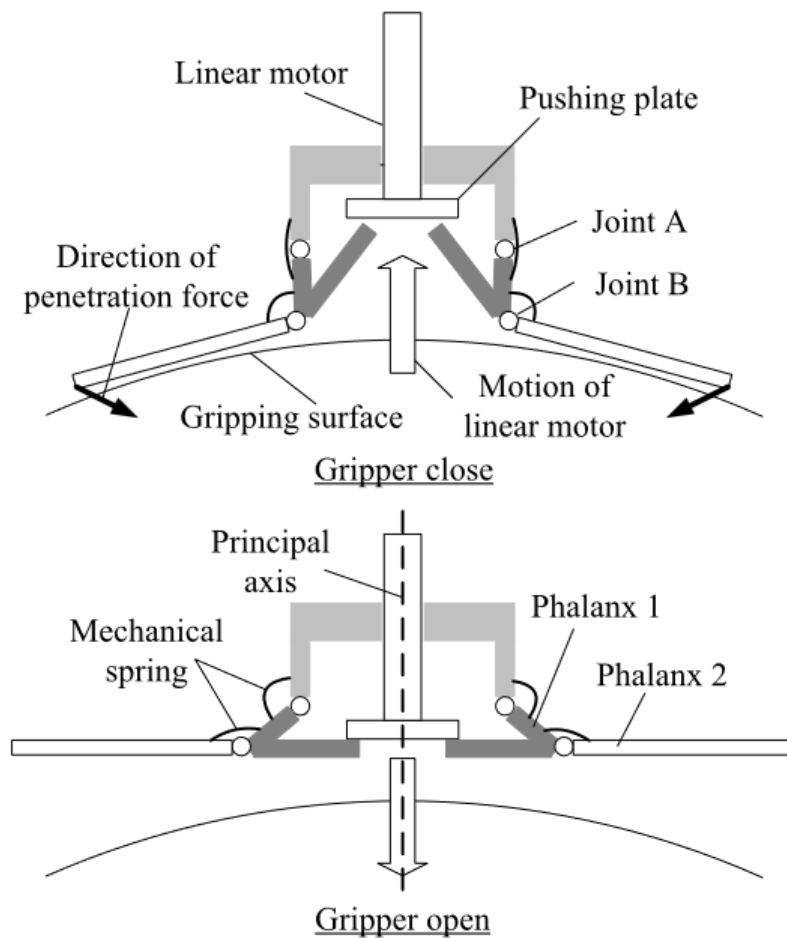 Linear motor
Pushing plate
Joint A
Direction of
penetration force
Joint B
Gripping surface
Motion of
linear motor
Gripper close
Principal
axis
Phalanx 1
Mechanical
spring
Phalanx 2
Gripper open